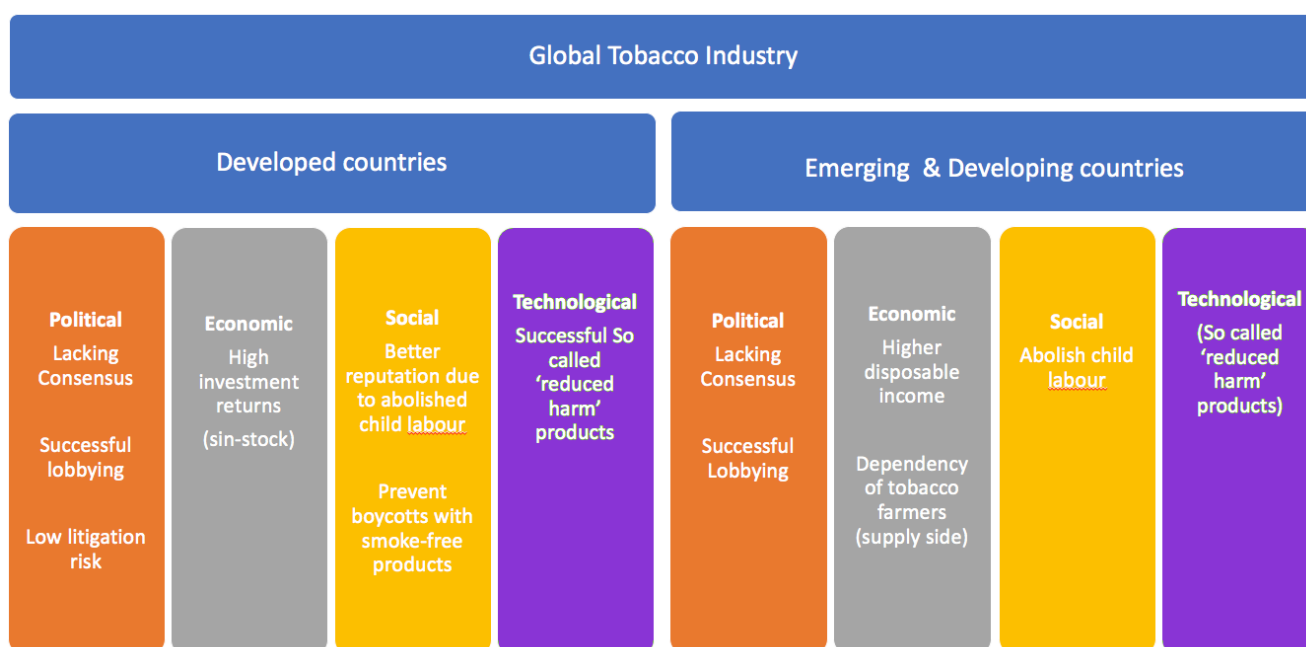 Global Tobacco Industry
Developed countries
Emerging & Developing countries
Political
Lacking
Consensus
Successful
lobbying
Low litigation
risk
Economic
High
investment
returns
(sin-stock)
Social
Better
reputation due
to abolished
child labour
Prevent
boycotts with
smoke-free
products
Technological
Successful So
called
‘reduced
harm’
products
Political
Lacking
Consensus
Successful
Lobbying
Economic
Higher
disposable
income
Dependency
of tobacco
farmers
(supply side)
Social
Abolish child
labour
Technological
(So called
‘reduced
harm’
products)